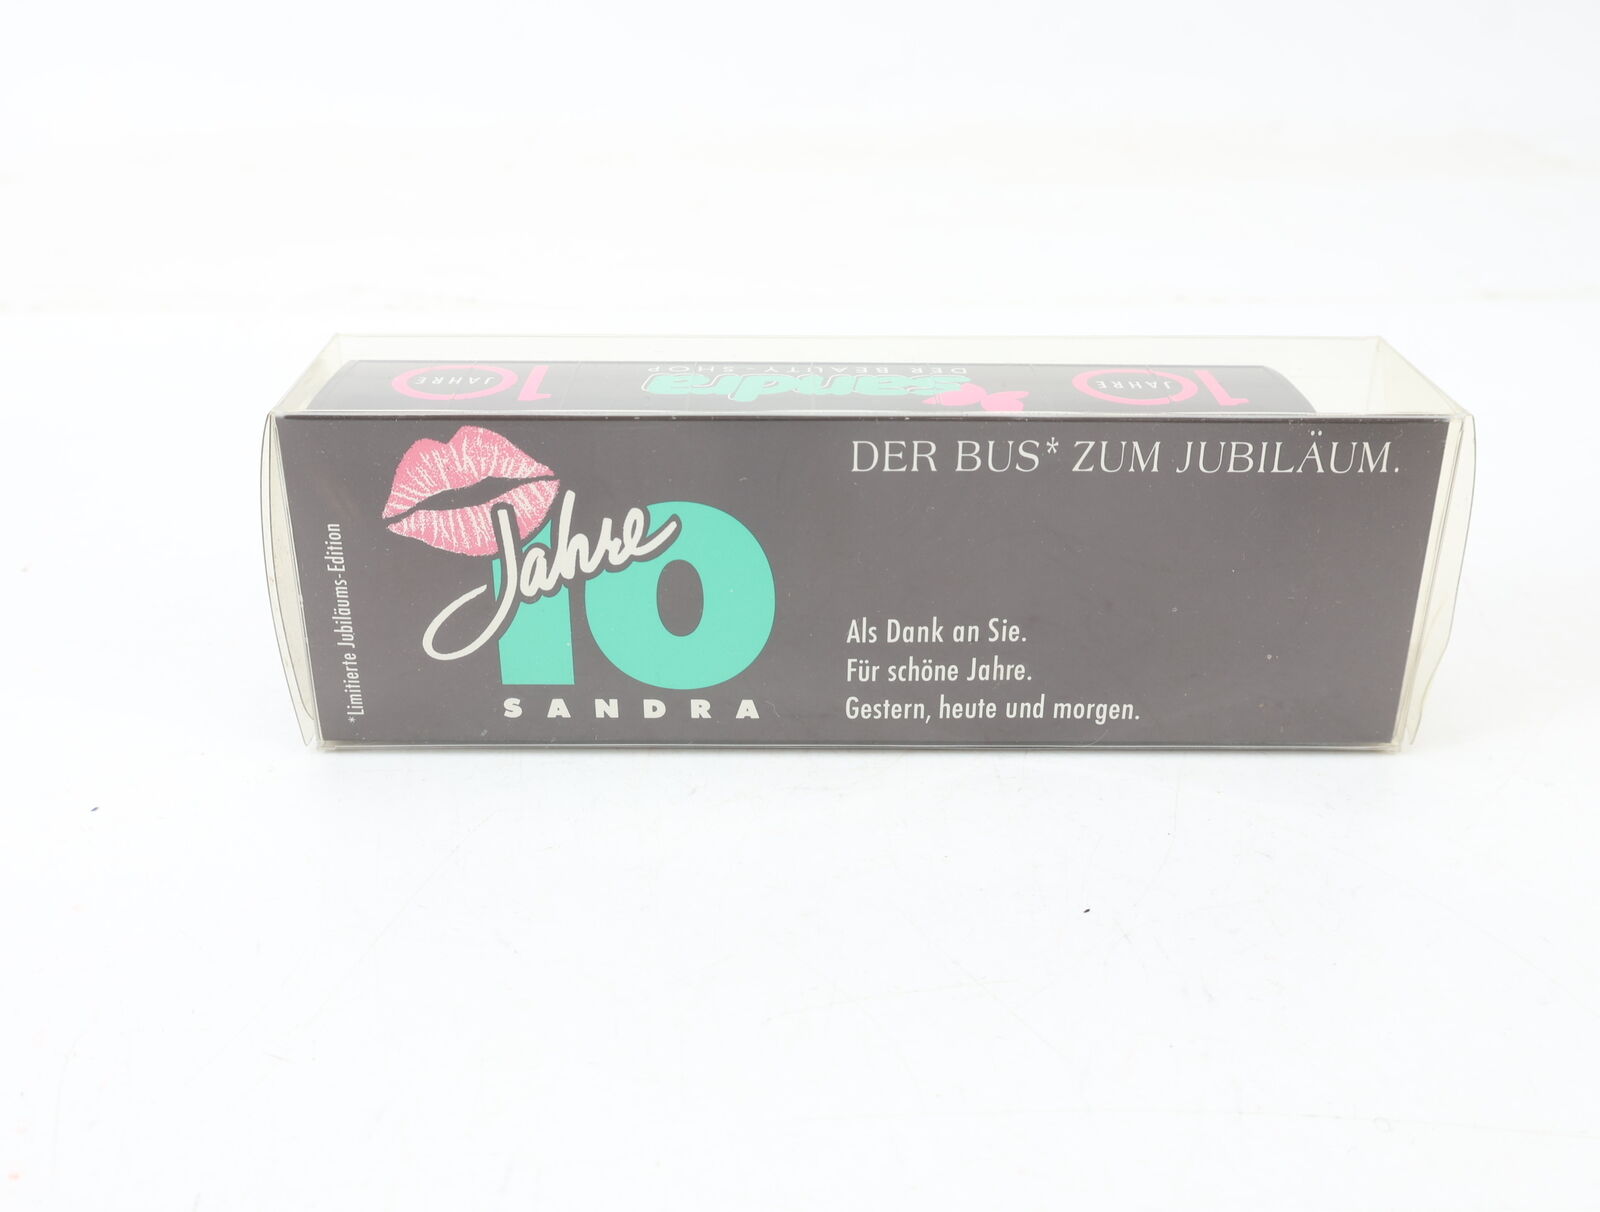 10 JAHRE
sandra
DER BEAUTY-SHOP
10 JAHRE
DER BUS* ZUM JUBILÄUM.
10 Jahre
SANDRA
*Limitierte Jubiläums-Edition
Als Dank an Sie.
Für schöne Jahre.
Gestern, heute und morgen.